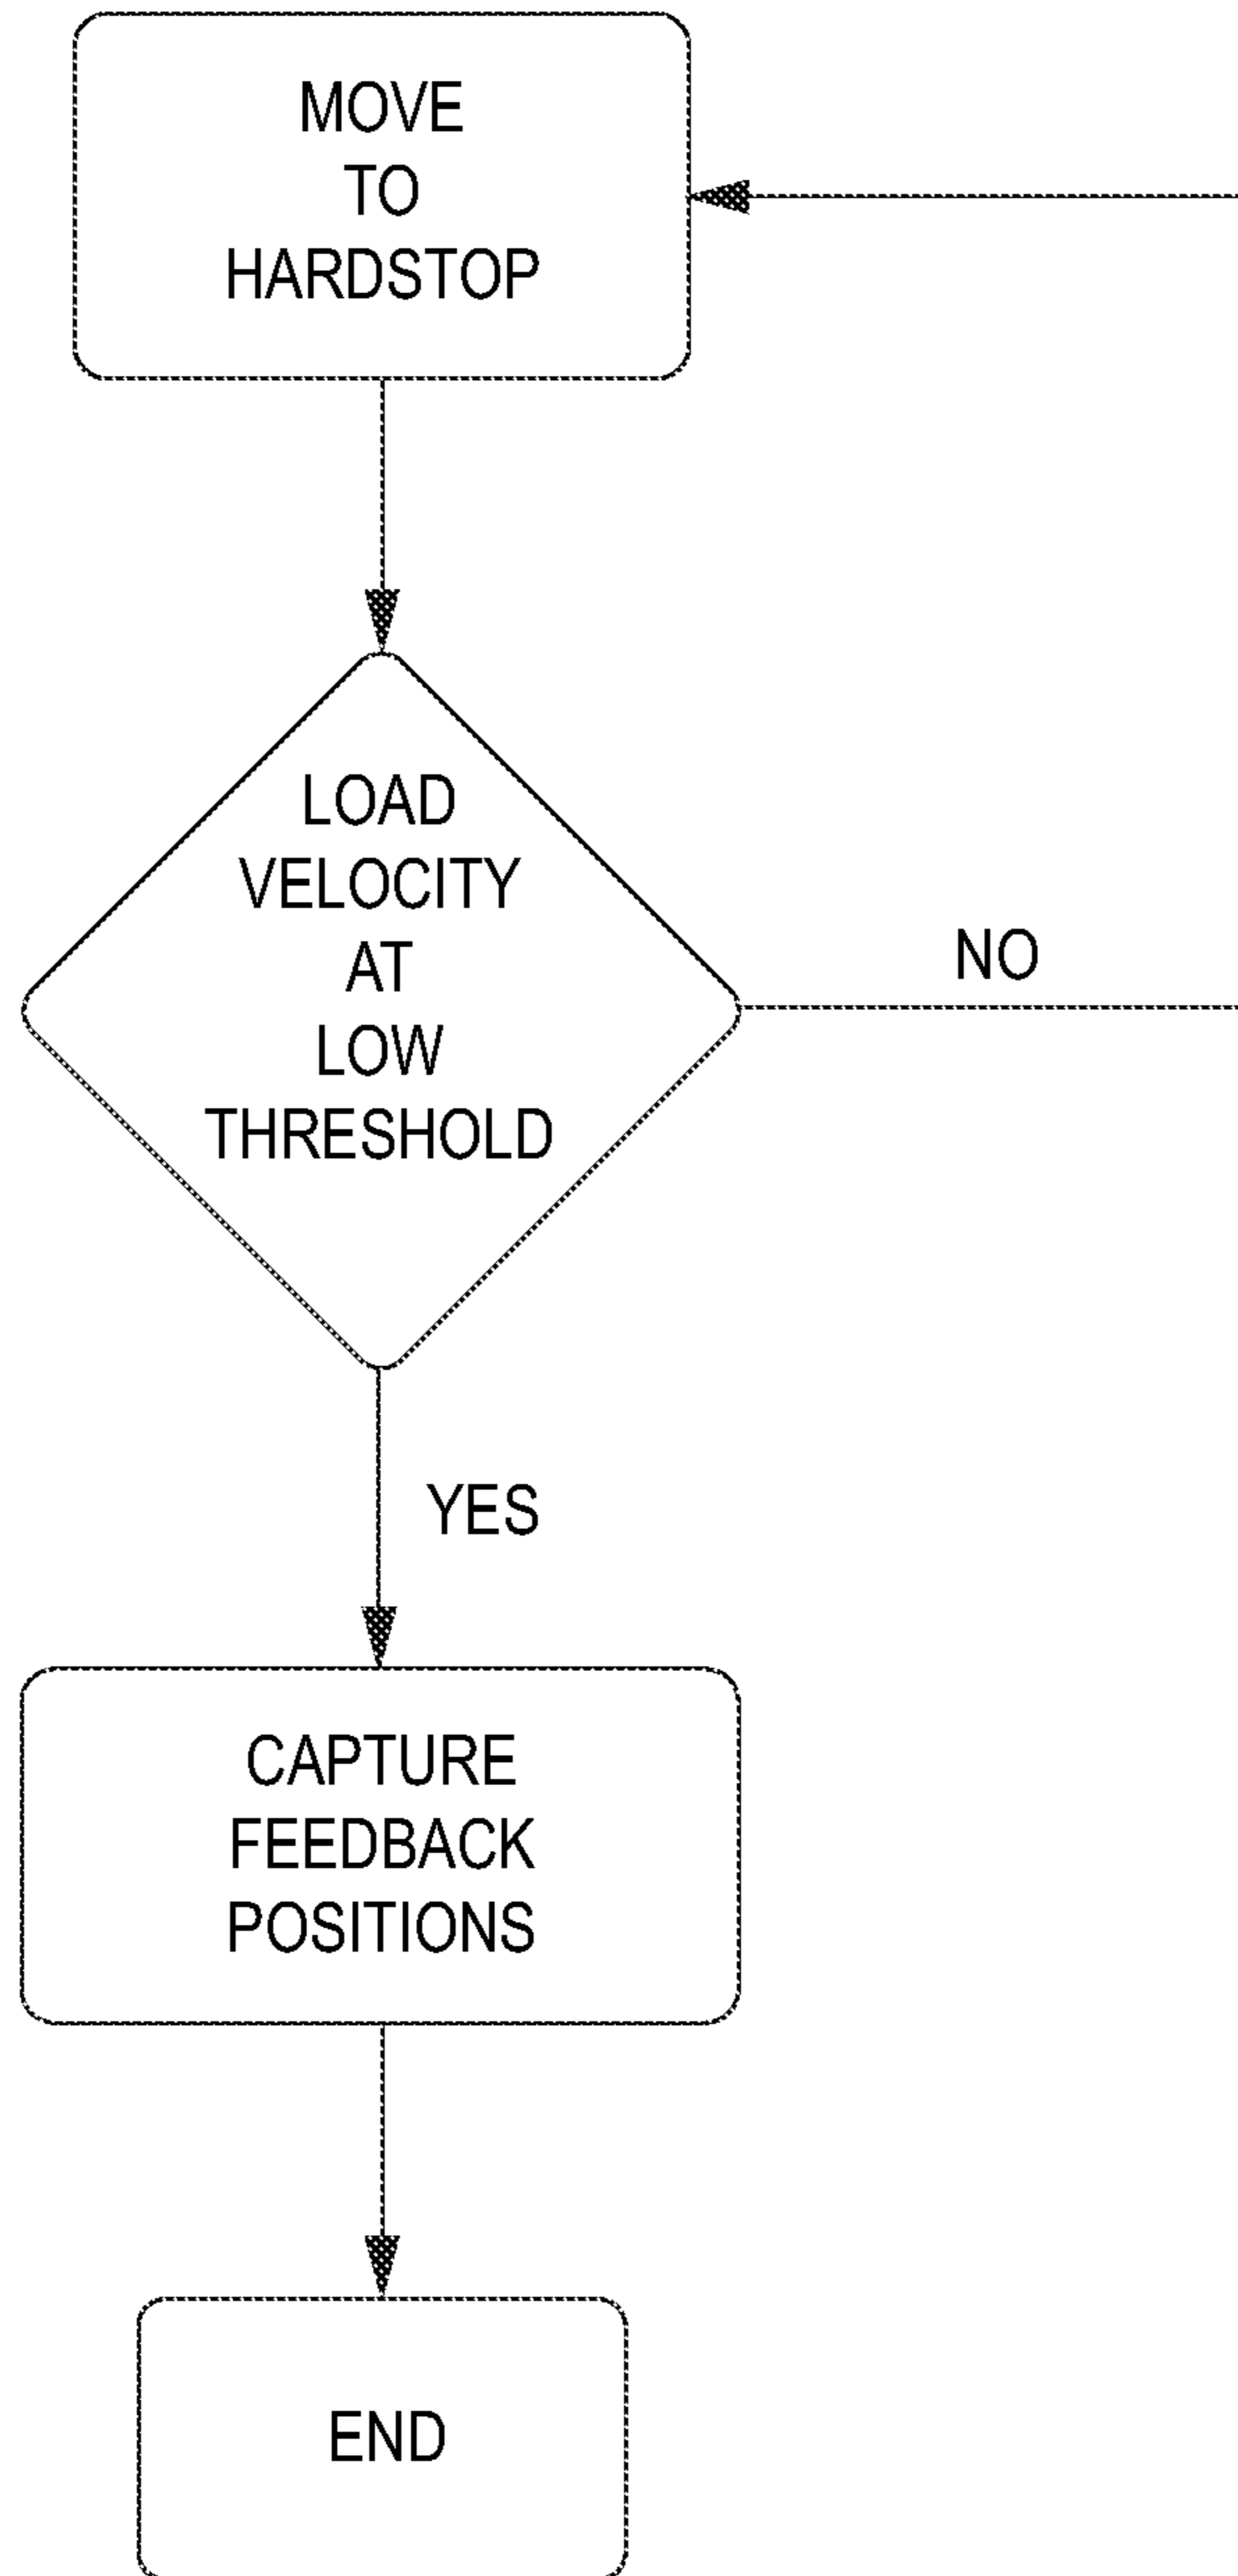 MOVE
TO
HARDSTOP
LOAD
VELOCITY
AT
LOW
THRESHOLD
NO
YES
CAPTURE
FEEDBACK
POSITIONS
END